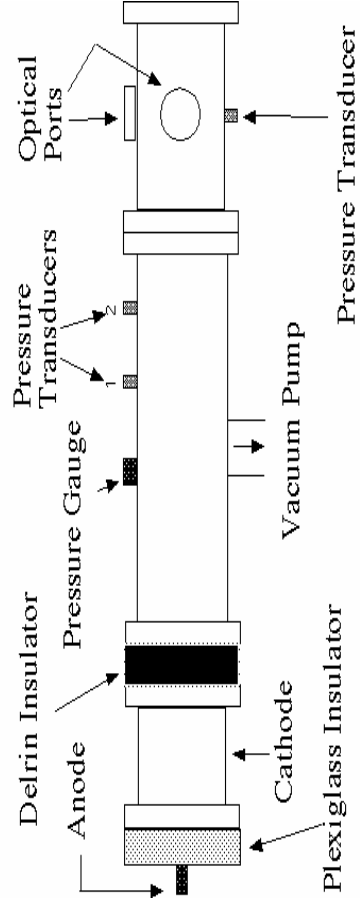 Anode
Delrin Insulator
Pressure Gauge
Pressure
Transducers
1
2
Optical
Ports
Plexiglass Insulator
Cathode
Vacuum Pump
Pressure Transducer